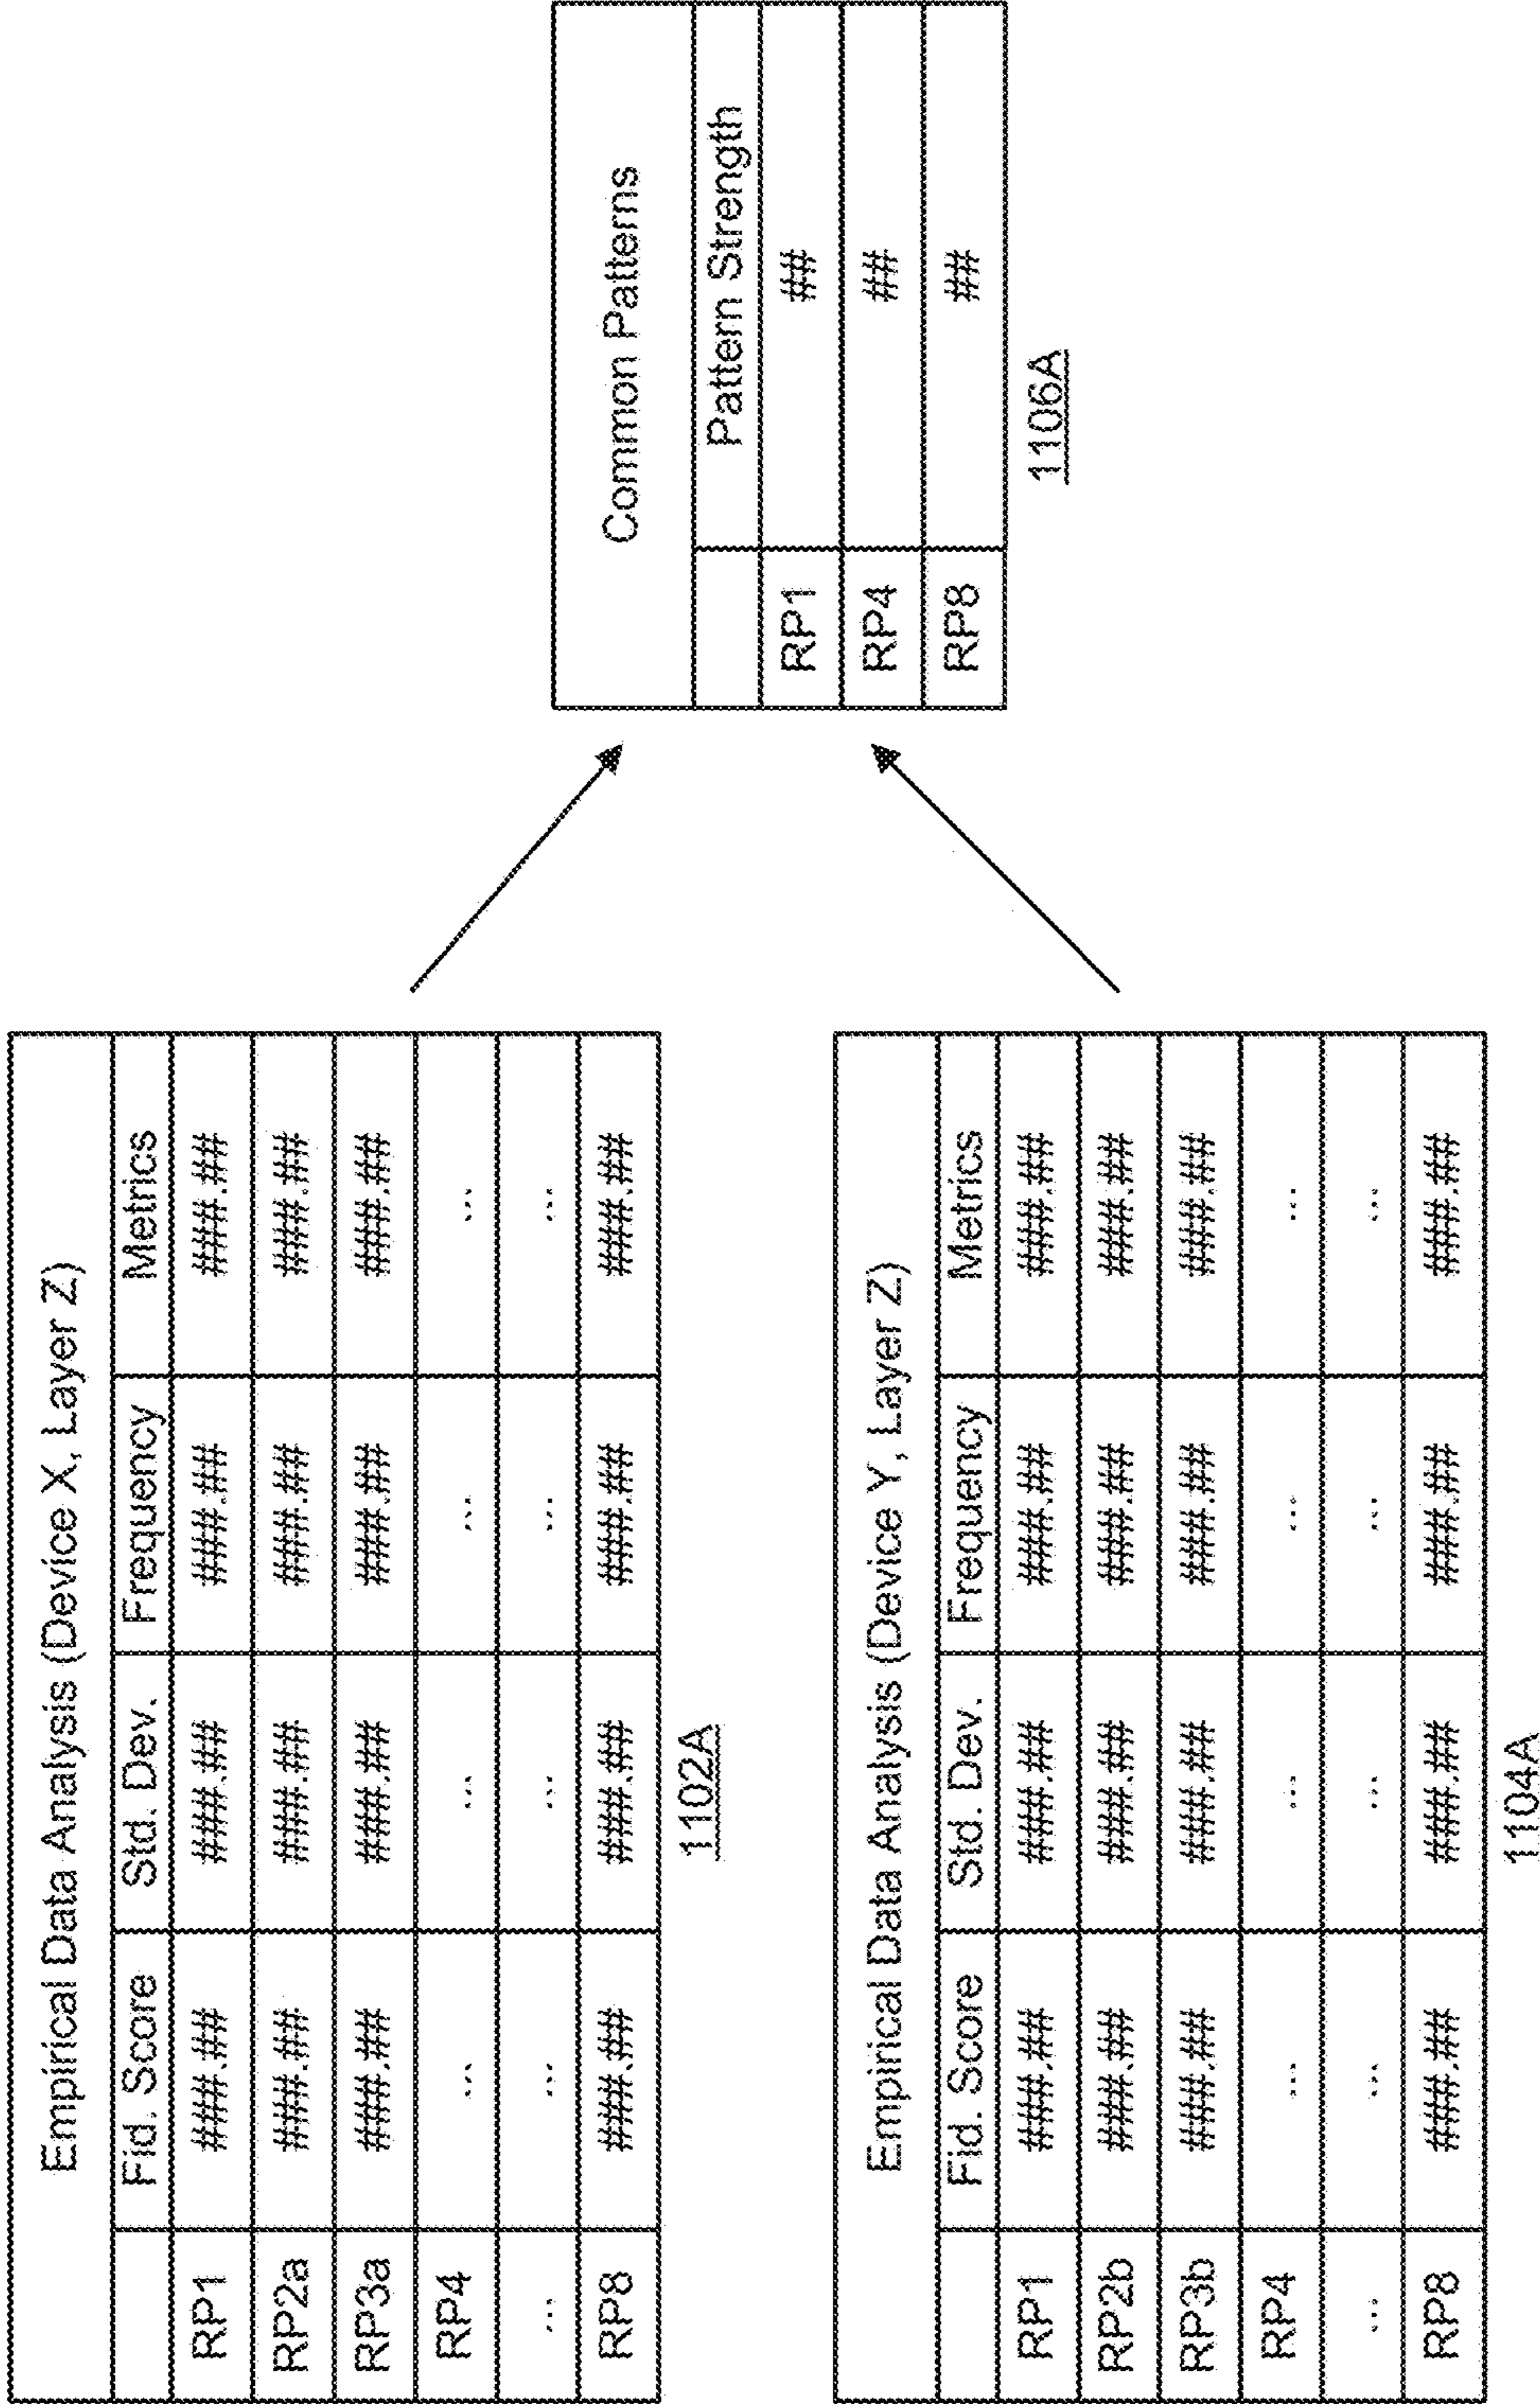 Empirical Data Analysis (Device X, Layer Z)
Fid. Score Std. Dev. Frequency Metrics
RP1 ###.## ###.## ###.## ###.##
RP2a ###.## ###.## ###.## ###.##
RP3a ###.## ###.## ###.## ###.##
RP4 ... ... ... ...
... ... ... ... ...
RP8 ###.## ###.## ###.## ###.##
1102A
Empirical Data Analysis (Device Y, Layer Z)
Fid. Score Std. Dev. Frequency Metrics
RP1 ###.## ###.## ###.## ###.##
RP2b ###.## ###.## ###.## ###.##
RP3b ###.## ###.## ###.## ###.##
RP4 ... ... ... ...
... ... ... ... ...
RP8 ###.## ###.## ###.## ###.##
1104A
Common Patterns
Pattern Strength
RP1 ##
RP4 ##
RP8 ##
1106A